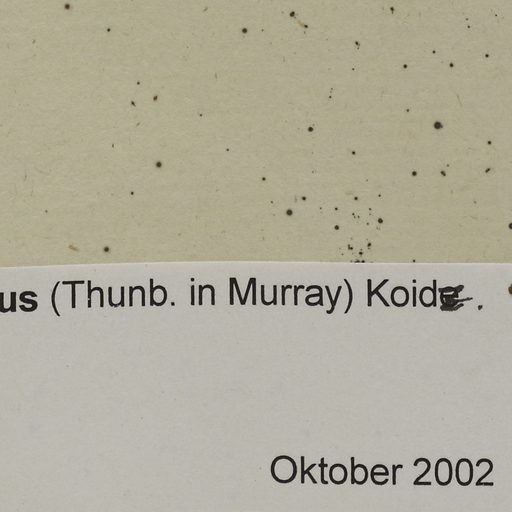 us (Thunb. in Murray) Koidz.
Oktober 2002